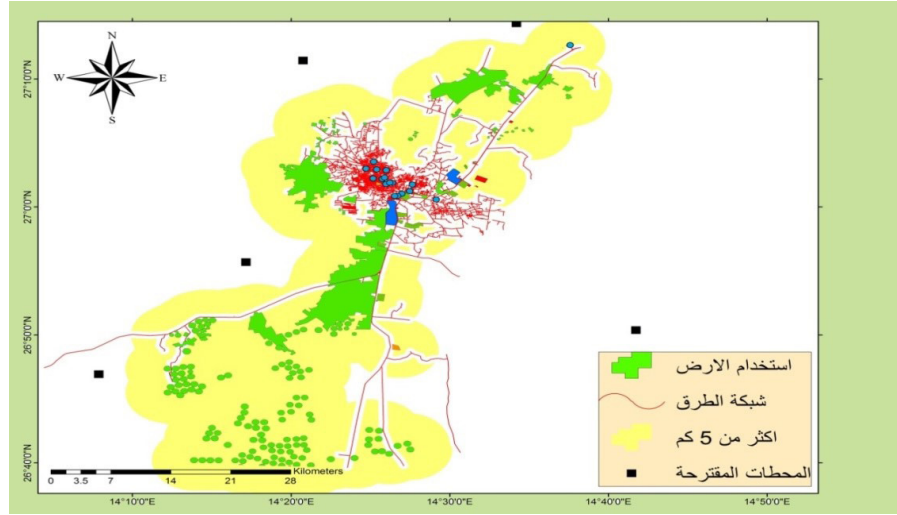 N
W E
S
27°10'0"N
27°0'0"N
26°50'0"N
26°40'0"N
استخدام الارض
شبكة الطرق
اكثر من 5 كم
المحطات المقترحة
Kilometers
0 3.5 7 14 21 28
14°10'0"E 14°20'0"E 14°30'0"E 14°40'0"E 14°50'0"E